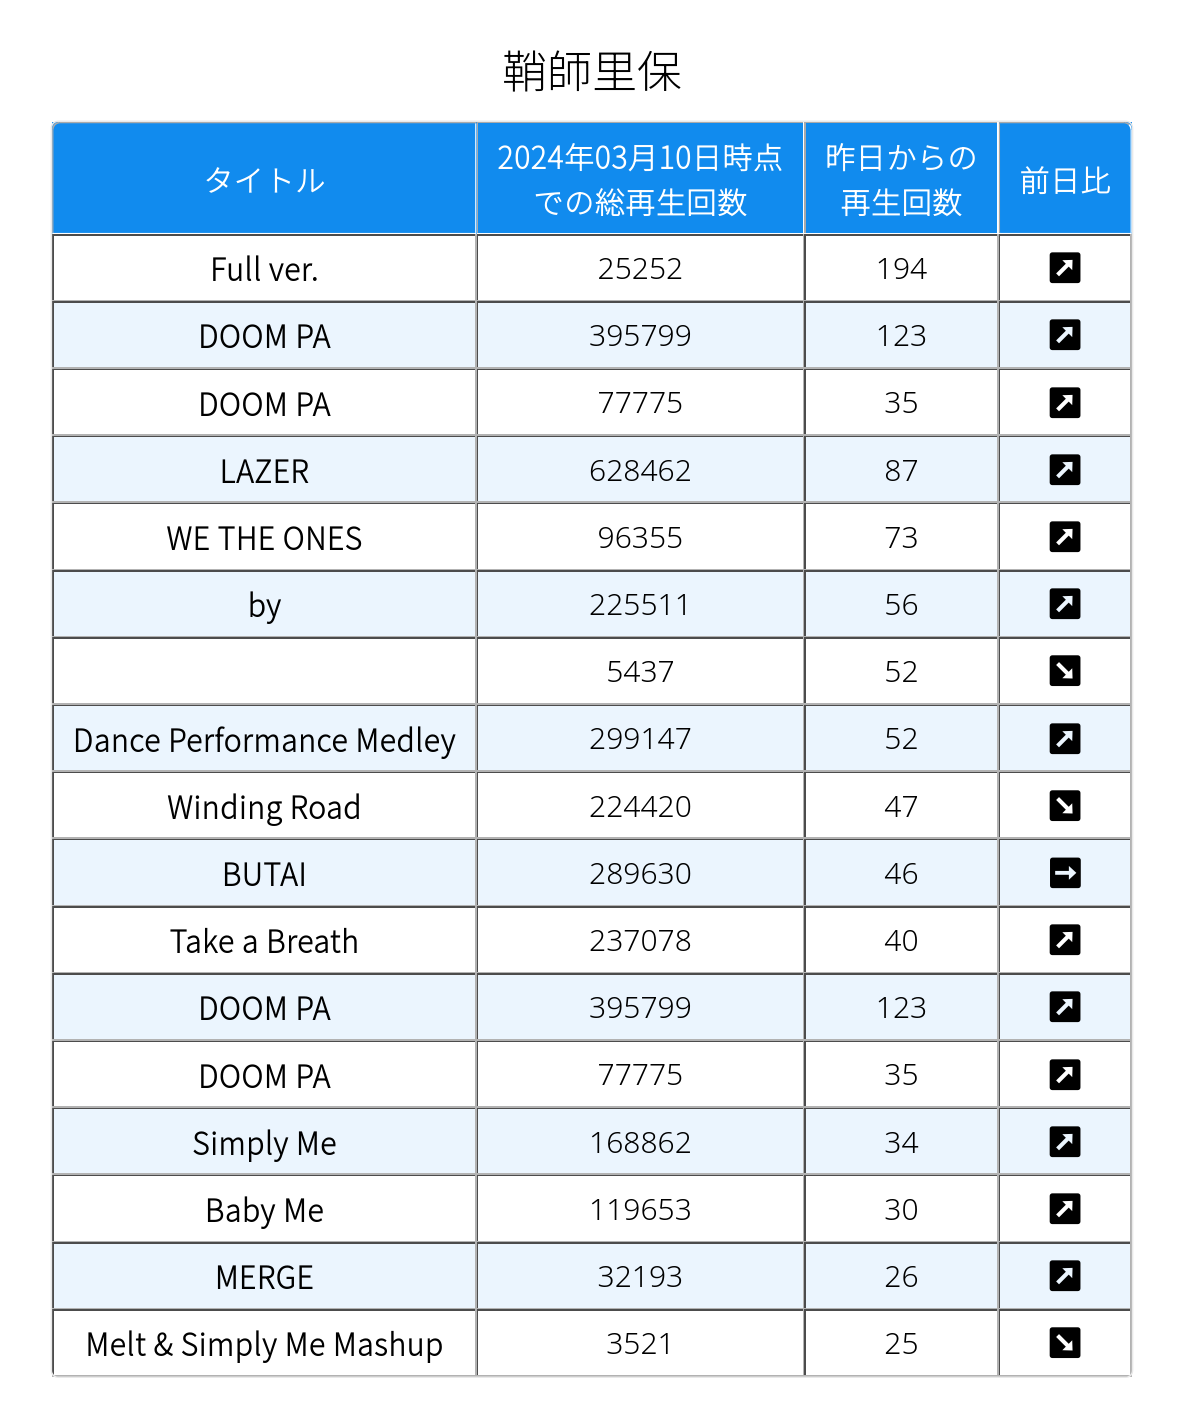 鞘師里保
タイトル
2024年03月10日時点
での総再生回数
昨日からの
再生回数
前日比
Full ver. 25252 194
DOOM PA 395799 123
DOOM PA 77775 35
LAZER 628462 87
WE THE ONES 96355 73
by 225511 56
5437 52
Dance Performance Medley 299147 52
Winding Road 224420 47
BUTAI 289630 46
Take a Breath 237078 40
DOOM PA 395799 123
DOOM PA 77775 35
Simply Me 168862 34
Baby Me 119653 30
MERGE 32193 26
Melt & Simply Me Mashup 3521 25